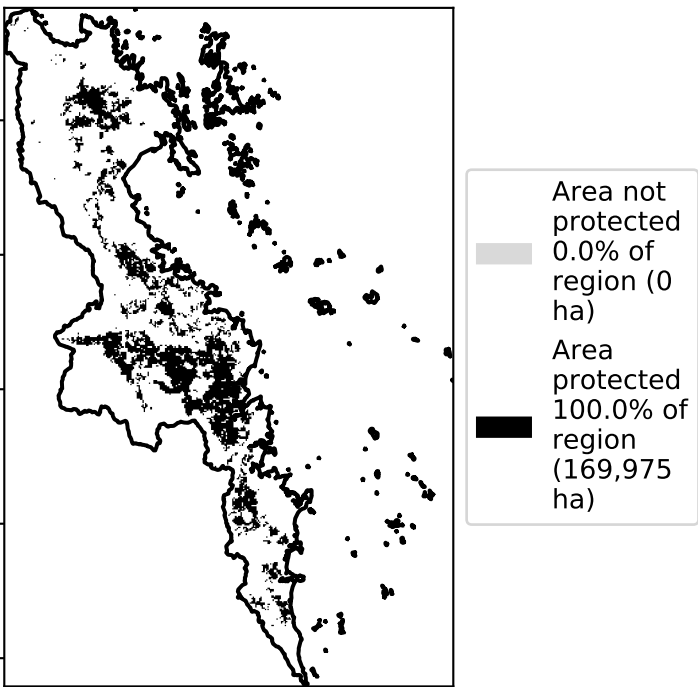 Area not
protected
0.0% of
region (0
ha)
Area
protected
100.0% of
region
(169,975
ha)